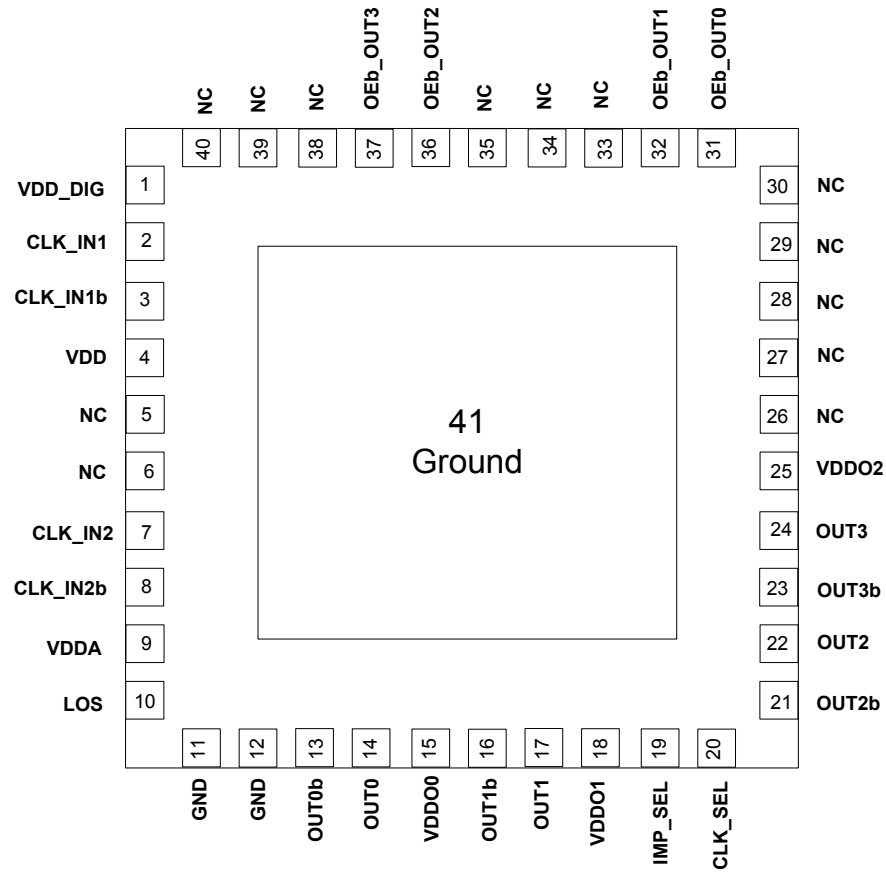 OEb_OUT3
OEb_OUT2
OEb_OUT1
OEb_OUT0
NC
NC
NC
NC
NC
NC
40
39
38
37
36
35
34
33
32
31
VDD_DIG
1
CLK_IN1
2
CLK_IN1b
3
VDD
4
NC
5
NC
6
CLK_IN2
7
CLK_IN2b
8
VDDA
9
LOS
10
41
Ground
30
NC
29
NC
28
NC
27
NC
26
NC
25
VDDO2
24
OUT3
23
OUT3b
22
OUT2
21
OUT2b
11
12
13
14
15
16
17
18
19
20
GND
GND
OUT0b
OUT0
VDDO0
OUT1b
OUT1
VDDO1
IMP_SEL
CLK_SEL